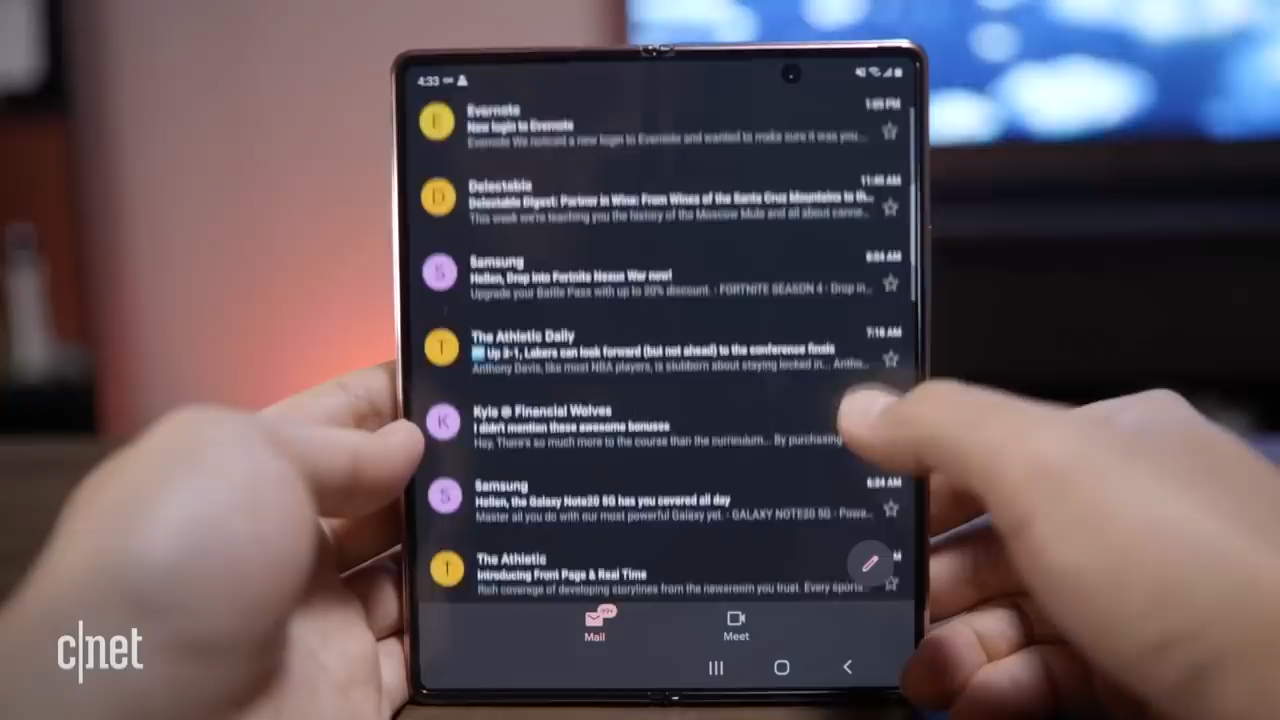 4:33
Evernote
1:05 PM
New login to Evernote
Evernote We noticed a new login to Evernote and wanted to make sure it was you...
Delectable
11:40 AM
Delectable Digest: Partner in Wine: From Wines of the Santa Cruz Mountains to th...
This week we're teaching you the history of the Moscow Mule and all about canne...
Samsung
8:04 AM
Hellen, Drop into Fortnite Nexus War now!
Upgrade your Battle Pass with up to 20% discount. · FORTNITE SEASON 4 · Drop in...
The Athletic Daily
7:18 AM
Up 3-1, Lakers can look forward (but not ahead) to the conference finals
Anthony Davis, like most NBA players, is stubborn about staying locked in... Antho...
Kyle @ Financial Wolves
I didn't mention these awesome bonuses
Hey, There's so much more to the course than the curriculum... By purchasing
Samsung
6:34 AM
Hellen, the Galaxy Note20 5G has you covered all day
Master all you do with our most powerful Galaxy yet. · GALAXY NOTE20 5G · Powe...
The Athletic
Introducing Front Page & Real Time
Rich coverage of developing storylines from the newsroom you trust. Every sports...
99+
Mail
Meet
c|net
E
D
S
T
K
S
T